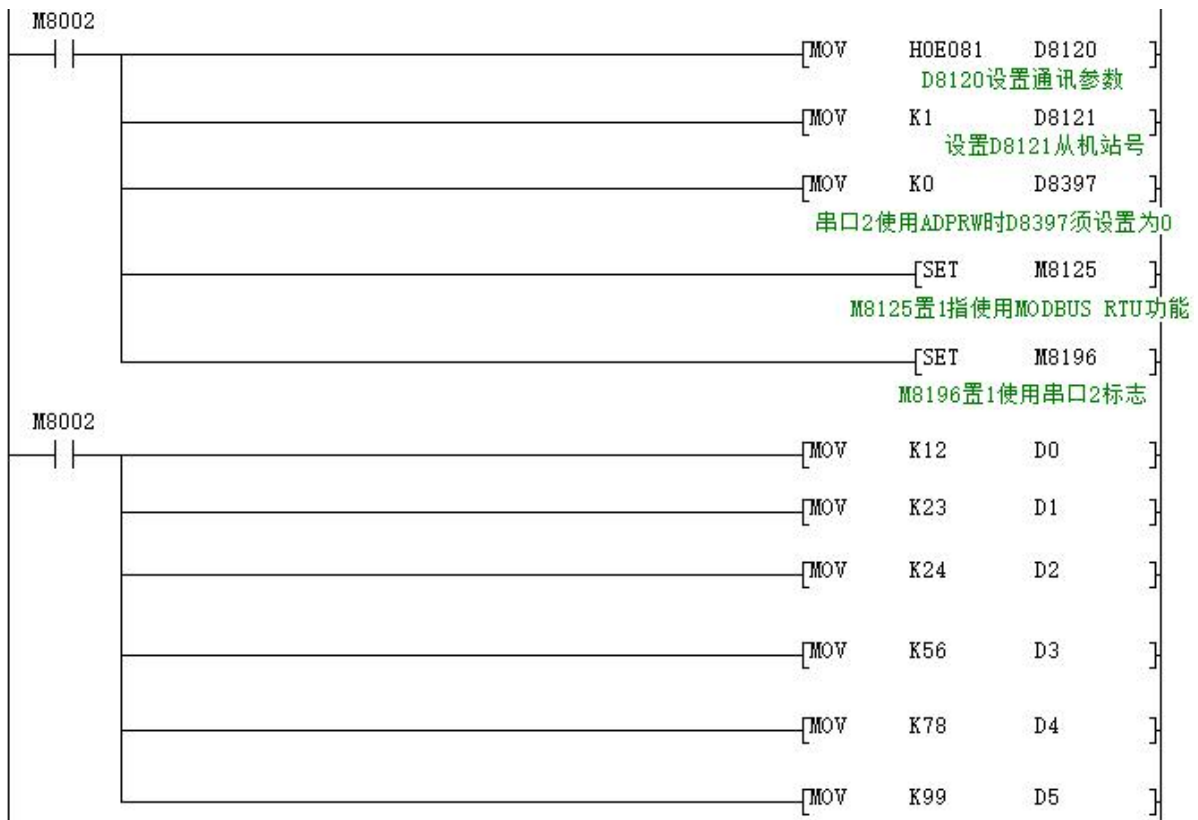 M8002
[MOV H0E081 D8120 ]
D8120设置通讯参数
[MOV K1 D8121 ]
设置D8121从机站号
[MOV K0 D8397 ]
串口2使用ADPRW时D8397须设置为0
[SET M8125 ]
M8125置1指使用MODBUS RTU功能
[SET M8196 ]
M8196置1使用串口2标志
M8002
[MOV K12 D0 ]
[MOV K23 D1 ]
[MOV K24 D2 ]
[MOV K56 D3 ]
[MOV K78 D4 ]
[MOV K99 D5 ]